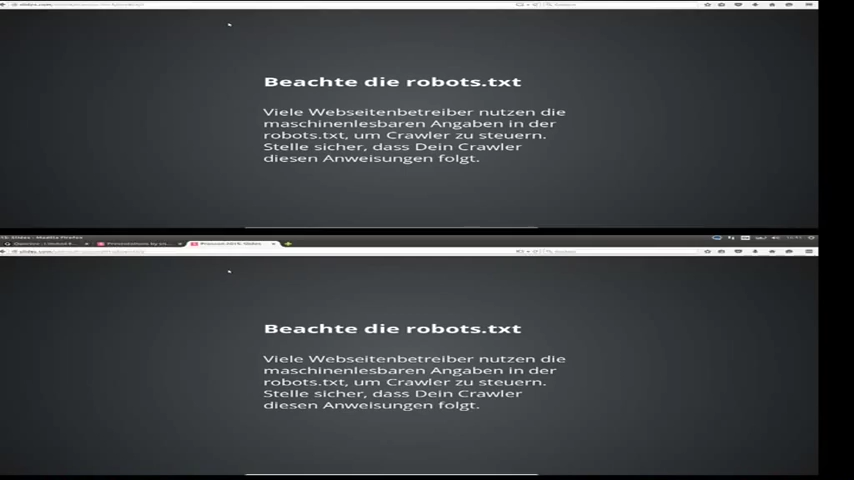 Beachte die robots.txt
Viele Webseitenbetreiber nutzen die
maschinenlesbaren Angaben in der
robots.txt, um Crawler zu steuern.
Stelle sicher, dass Dein Crawler
diesen Anweisungen folgt.
Beachte die robots.txt
Viele Webseitenbetreiber nutzen die
maschinenlesbaren Angaben in der
robots.txt, um Crawler zu steuern.
Stelle sicher, dass Dein Crawler
diesen Anweisungen folgt.